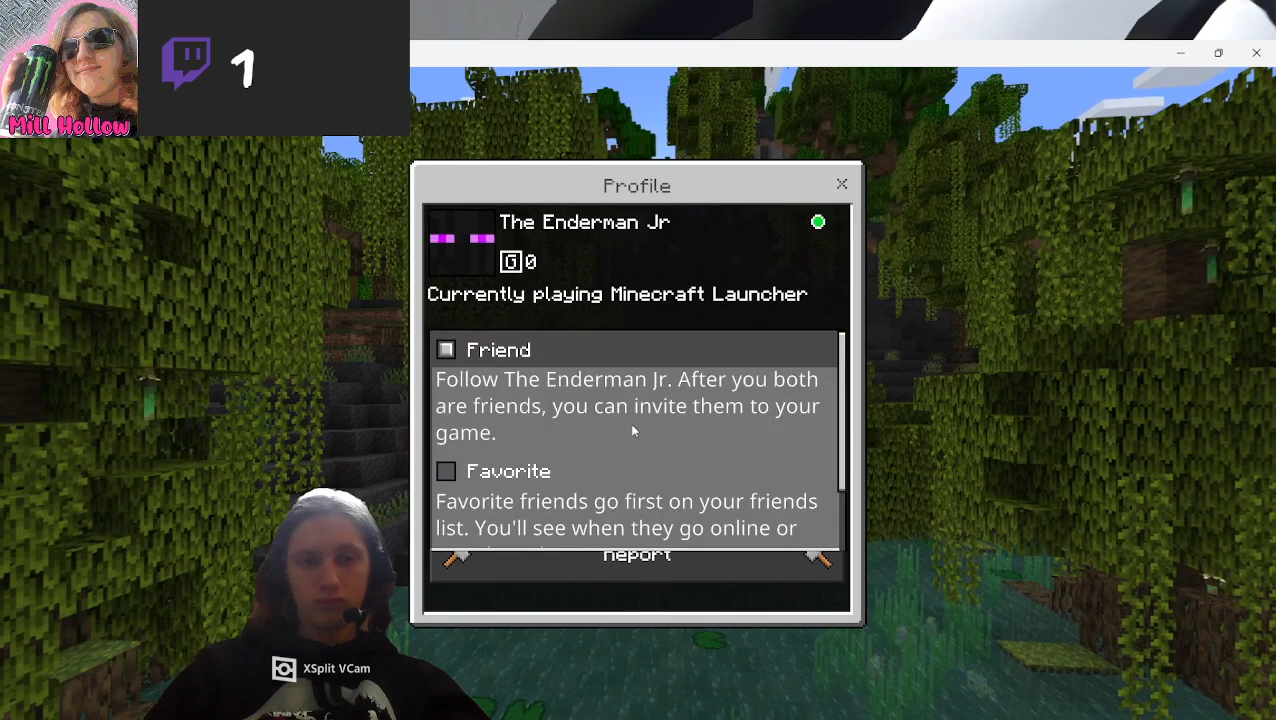 MONSTER
Mill Hollow
1
Profile
The Enderman Jr
G 0
Currently playing Minecraft Launcher
Friend
Follow The Enderman Jr. After you both
are friends, you can invite them to your
game.
Favorite
Favorite friends go first on your friends
list. You'll see when they go online or
Report
XSplit VCam